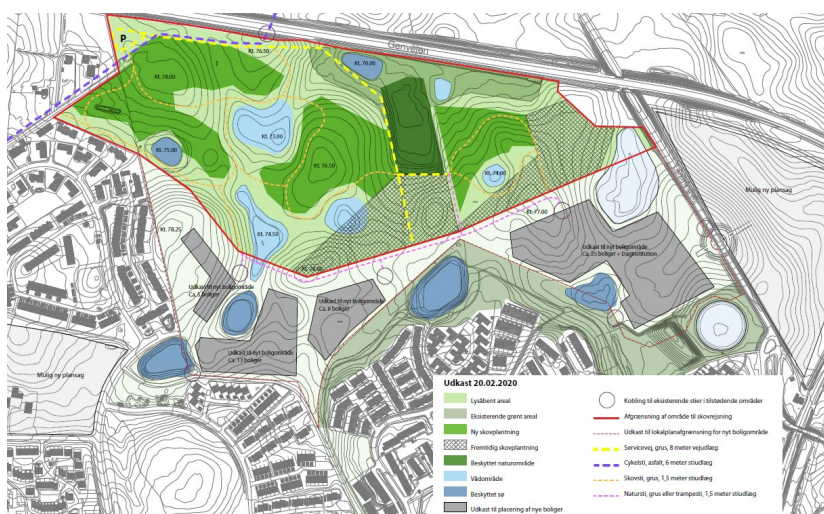 P
Genvejen
Kt. 76.50
Kt. 70.00
Kt. 78.00
Kt. 73.00
Kt. 75.00
Kt. 76.50
Kt. 74.00
Kt. 78.25
Kt. 78.50
Kt. 77.00
Mulig ny plansag
Udkast til nyt boligområde
Ca. 25 boliger + Daginstitution
Udkast til nyt boligområde
Ca. 5 boliger
Udkast til nyt boligområde
Ca. 8 boliger
Udkast til nyt boligområde
Ca. 13 boliger
Mulig ny plansag
Udkast 20.02.2020
Lysåbent areal
Eksisterende grønt areal
Ny skovplantning
Fremtidig skovplantning
Beskyttet naturområde
Vådområde
Beskyttet sø
Udkast til placering af nye boliger
Kobling til eksisterende stier i tilstødende områder
Afgrænsning af område til skovrejsning
Udkast til lokalplanafgrænsning for nyt boligområde
Servicevej, grus, 8 meter vejudlæg
Cykelsti, asfalt, 6 meter stiudlæg
Skovsti, grus, 1,5 meter stiudlæg
Natursti, grus eller trampesti, 1,5 meter stiudlæg